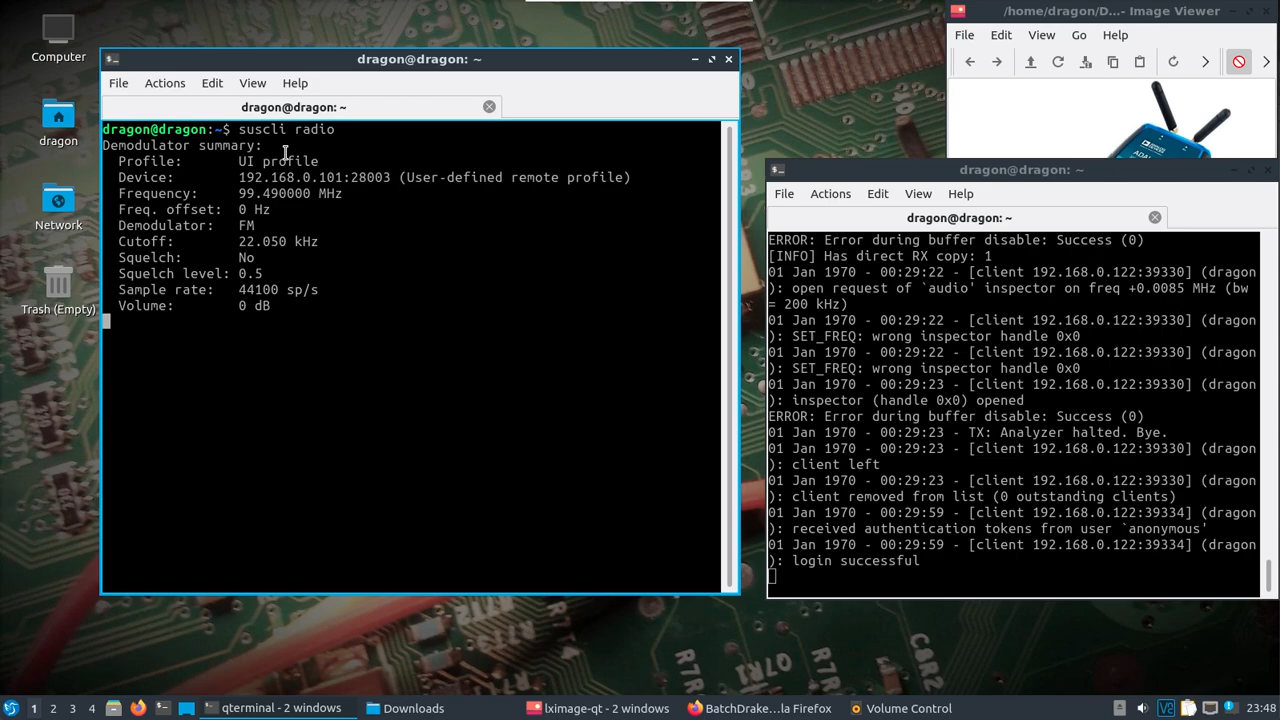 /home/dragon/D...- Image Viewer
File Edit View Go Help
Computer
dragon
Network
Trash (Empty)
dragon@dragon: ~
File Actions Edit View Help
dragon@dragon: ~
dragon@dragon:~$ suscli radio
Demodulator summary:
Profile: UI profile
Device: 192.168.0.101:28003 (User-defined remote profile)
Frequency: 99.490000 MHz
Freq. offset: 0 Hz
Demodulator: FM
Cutoff: 22.050 kHz
Squelch: No
Squelch level: 0.5
Sample rate: 44100 sp/s
Volume: 0 dB
dragon@dragon: ~
File Actions Edit View Help
dragon@dragon: ~
ERROR: Error during buffer disable: Success (0)
[INFO] Has direct RX copy: 1
01 Jan 1970 - 00:29:22 - [client 192.168.0.122:39330] (dragon
): open request of `audio' inspector on freq +0.0085 MHz (bw
= 200 kHz)
01 Jan 1970 - 00:29:22 - [client 192.168.0.122:39330] (dragon
): SET_FREQ: wrong inspector handle 0x0
01 Jan 1970 - 00:29:22 - [client 192.168.0.122:39330] (dragon
): SET_FREQ: wrong inspector handle 0x0
01 Jan 1970 - 00:29:23 - [client 192.168.0.122:39330] (dragon
): inspector (handle 0x0) opened
ERROR: Error during buffer disable: Success (0)
01 Jan 1970 - 00:29:23 - TX: Analyzer halted. Bye.
01 Jan 1970 - 00:29:23 - [client 192.168.0.122:39330] (dragon
): client left
01 Jan 1970 - 00:29:23 - [client 192.168.0.122:39330] (dragon
): client removed from list (0 outstanding clients)
01 Jan 1970 - 00:29:59 - [client 192.168.0.122:39334] (dragon
): received authentication tokens from user `anonymous'
01 Jan 1970 - 00:29:59 - [client 192.168.0.122:39334] (dragon
): login successful
1 2 3 4 qterminal - 2 windows Downloads lximage-qt - 2 windows BatchDrake...la Firefox Volume Control V2 23:48